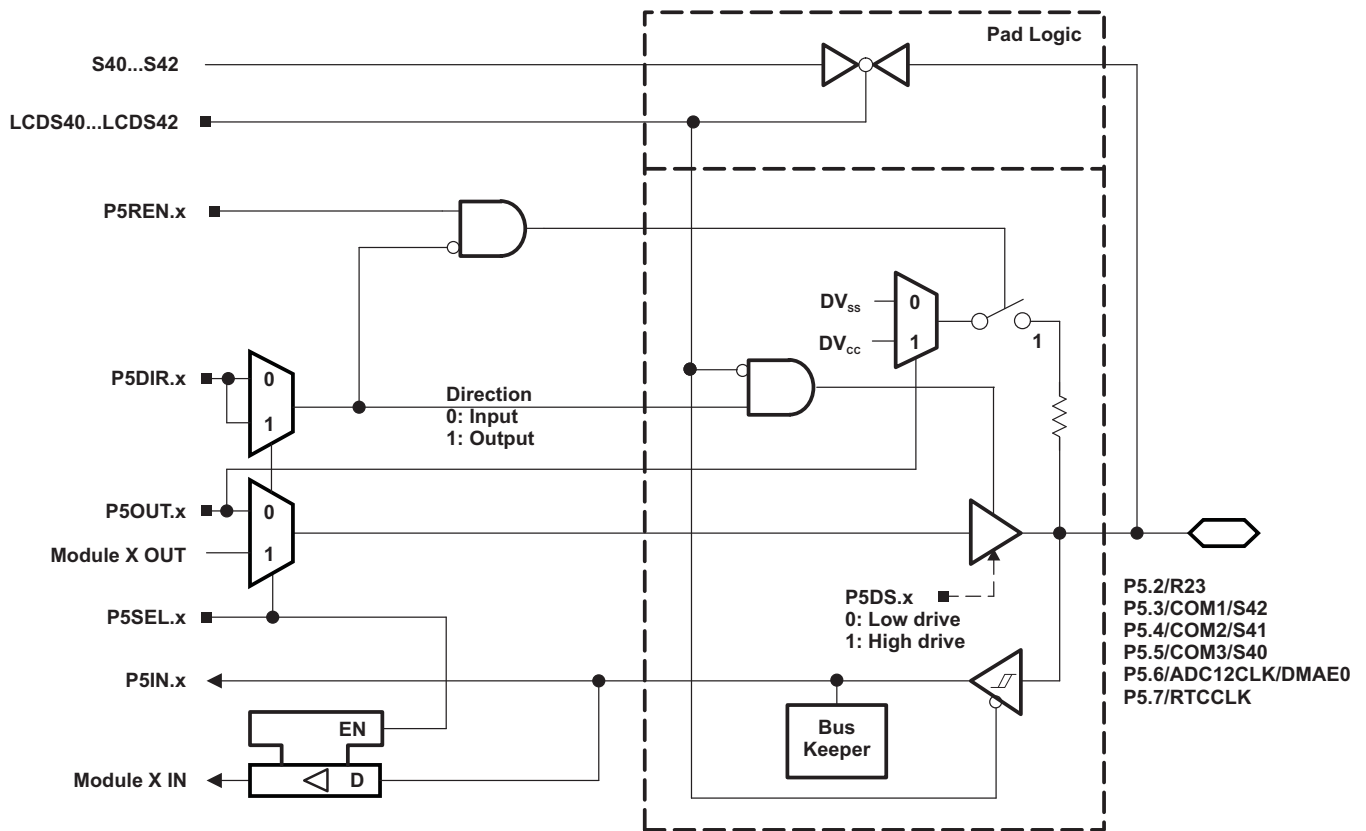 Pad Logic
S40...S42
LCDS40...LCDS42
P5REN.x
DVss
0
DVcc
1
1
P5DIR.x
0
1
Direction
0: Input
1: Output
P5OUT.x
0
Module X OUT
1
P5SEL.x
P5DS.x
0: Low drive
1: High drive
P5.2/R23
P5.3/COM1/S42
P5.4/COM2/S41
P5.5/COM3/S40
P5.6/ADC12CLK/DMAE0
P5.7/RTCCLK
P5IN.x
Bus
Keeper
EN
Module X IN
D